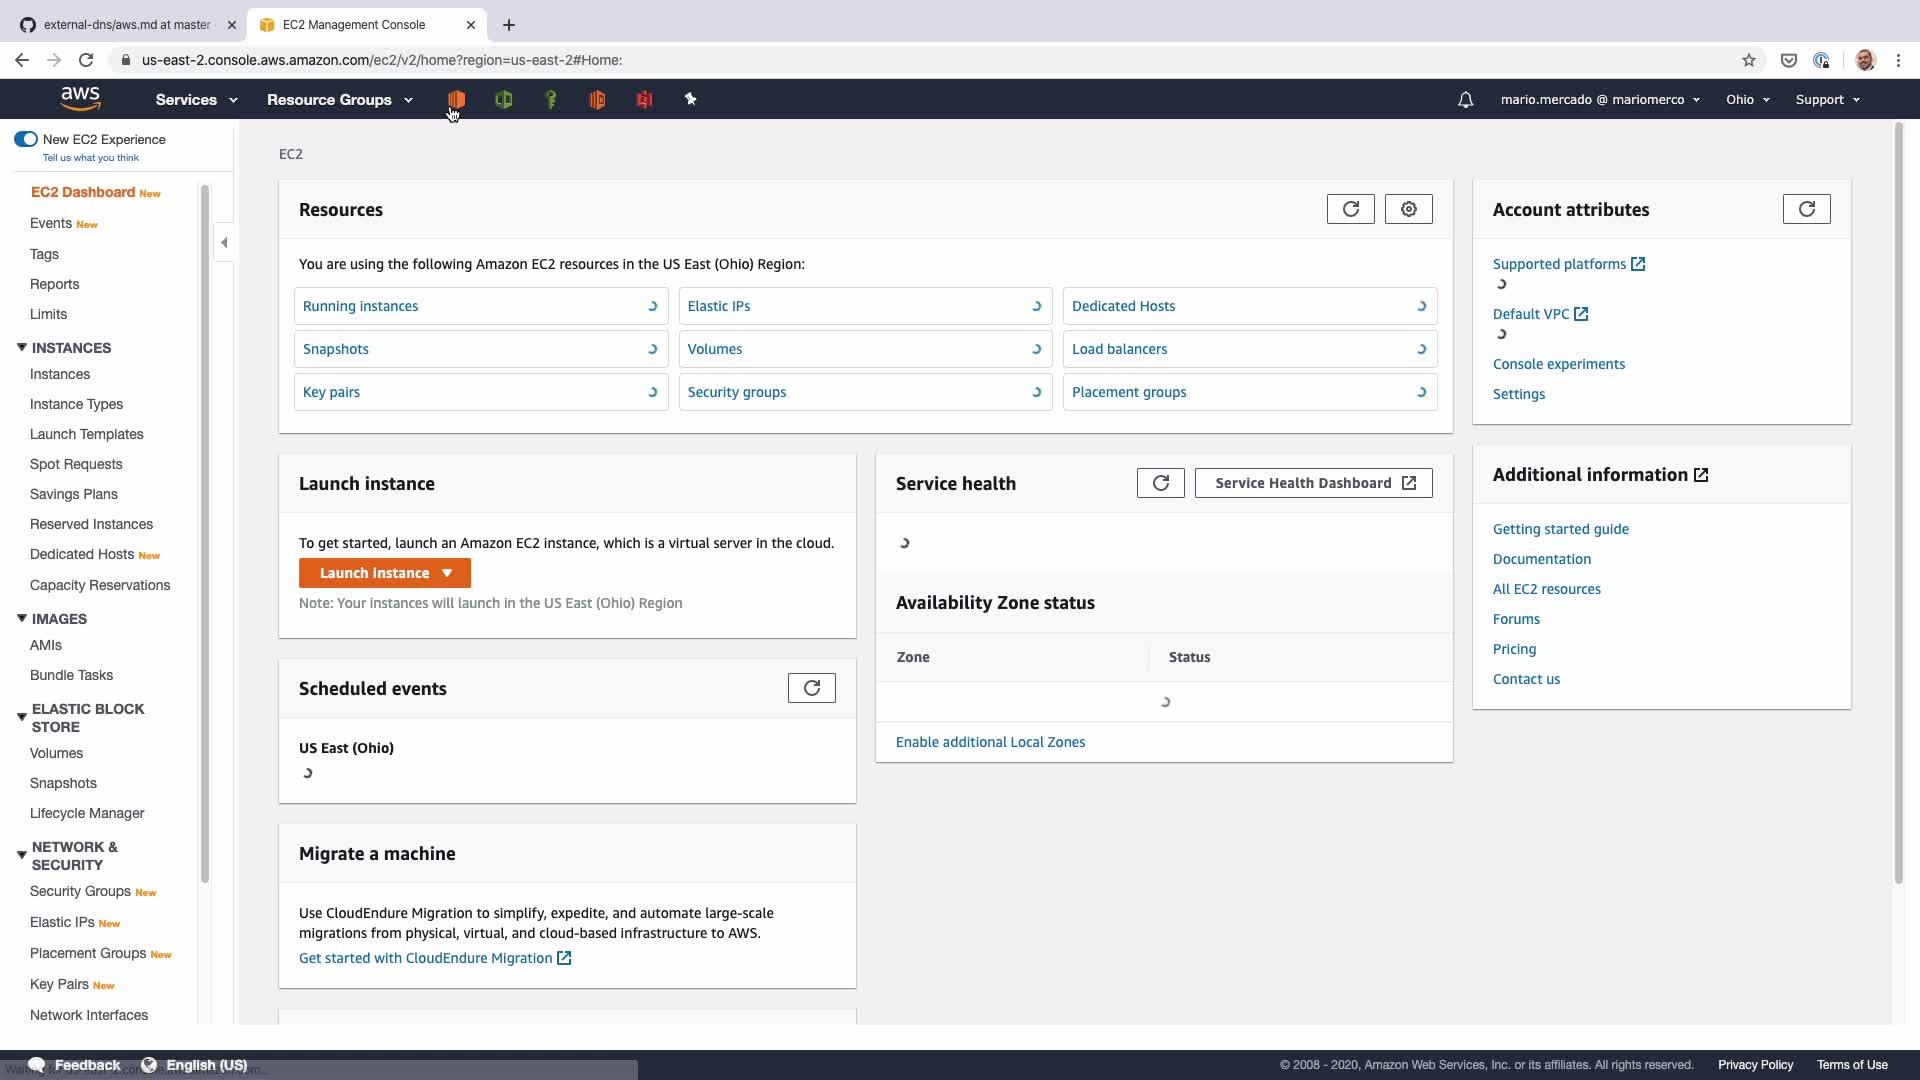 external-dns/aws.md at master
EC2 Management Console
us-east-2.console.aws.amazon.com/ec2/v2/home?region=us-east-2#Home:
aws
Services
Resource Groups
mario.mercado @ mariomerco
Ohio
Support
New EC2 Experience
Tell us what you think
EC2 Dashboard New
Events New
Tags
Reports
Limits
INSTANCES
Instances
Instance Types
Launch Templates
Spot Requests
Savings Plans
Reserved Instances
Dedicated Hosts New
Capacity Reservations
IMAGES
AMIs
Bundle Tasks
ELASTIC BLOCK
STORE
Volumes
Snapshots
Lifecycle Manager
NETWORK &
SECURITY
Security Groups New
Elastic IPs New
Placement Groups New
Key Pairs New
Network Interfaces
EC2
Resources
You are using the following Amazon EC2 resources in the US East (Ohio) Region:
Running instances
Elastic IPs
Dedicated Hosts
Snapshots
Volumes
Load balancers
Key pairs
Security groups
Placement groups
Launch instance
To get started, launch an Amazon EC2 instance, which is a virtual server in the cloud.
Launch instance
Note: Your instances will launch in the US East (Ohio) Region
Scheduled events
US East (Ohio)
Migrate a machine
Use CloudEndure Migration to simplify, expedite, and automate large-scale
migrations from physical, virtual, and cloud-based infrastructure to AWS.
Get started with CloudEndure Migration
Service health
Service Health Dashboard
Availability Zone status
Zone
Status
Enable additional Local Zones
Account attributes
Supported platforms
Default VPC
Console experiments
Settings
Additional information
Getting started guide
Documentation
All EC2 resources
Forums
Pricing
Contact us
Feedback
English (US)
© 2008 - 2020, Amazon Web Services, Inc. or its affiliates. All rights reserved.
Privacy Policy
Terms of Use